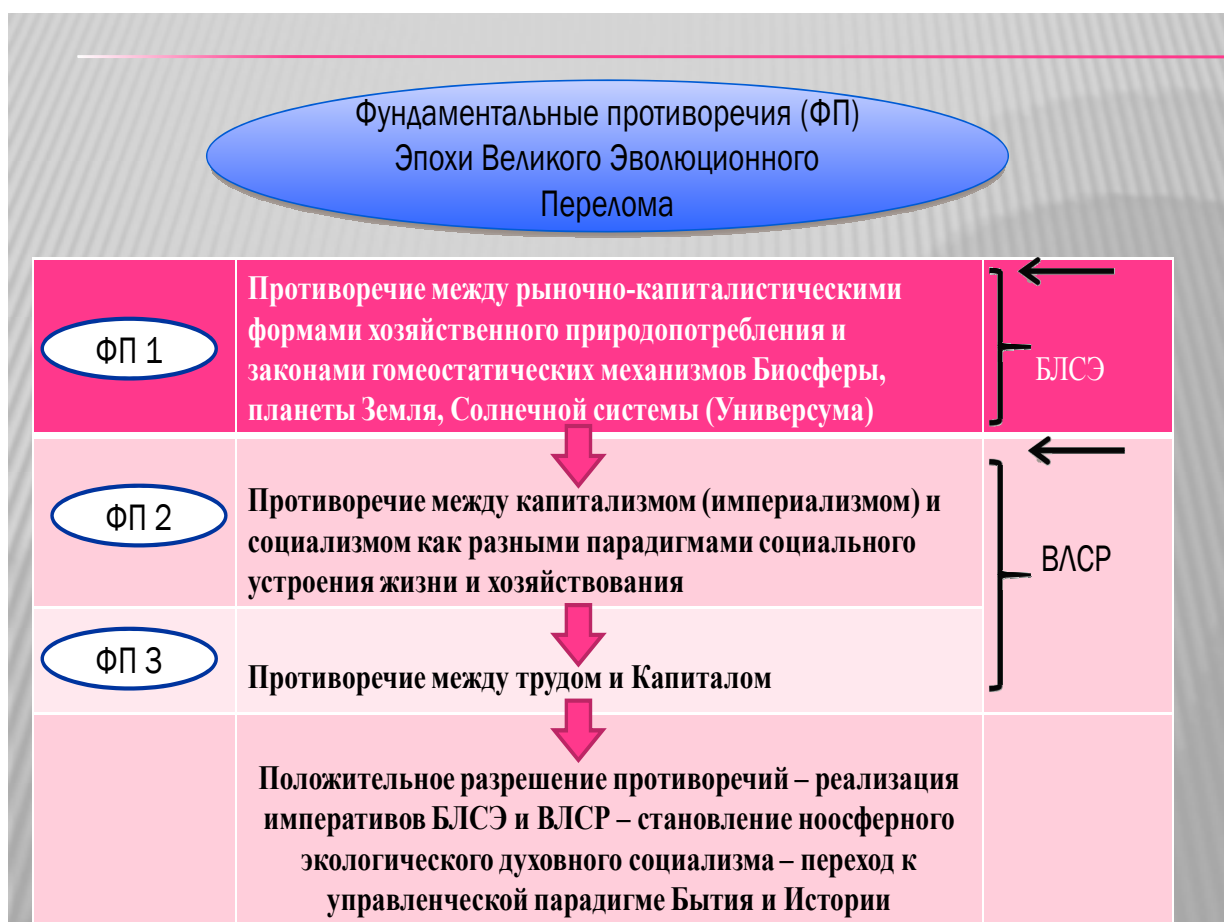 Фундаментальные противоречия (ФП)
Эпохи Великого Эволюционного
Перелома
ФП 1
Противоречие между рыночно-капиталистическими
формами хозяйственного природопотребления и
законами гомеостатических механизмов Биосферы,
планеты Земля, Солнечной системы (Универсума)
БЛСЭ
ФП 2
Противоречие между капитализмом (империализмом) и
социализмом как разными парадигмами социального
устроения жизни и хозяйствования
ВЛСР
ФП 3
Противоречие между трудом и Капиталом
Положительное разрешение противоречий – реализация
императивов БЛСЭ и ВЛСР – становление ноосферного
экологического духовного социализма – переход к
управленческой парадигме Бытия и Истории